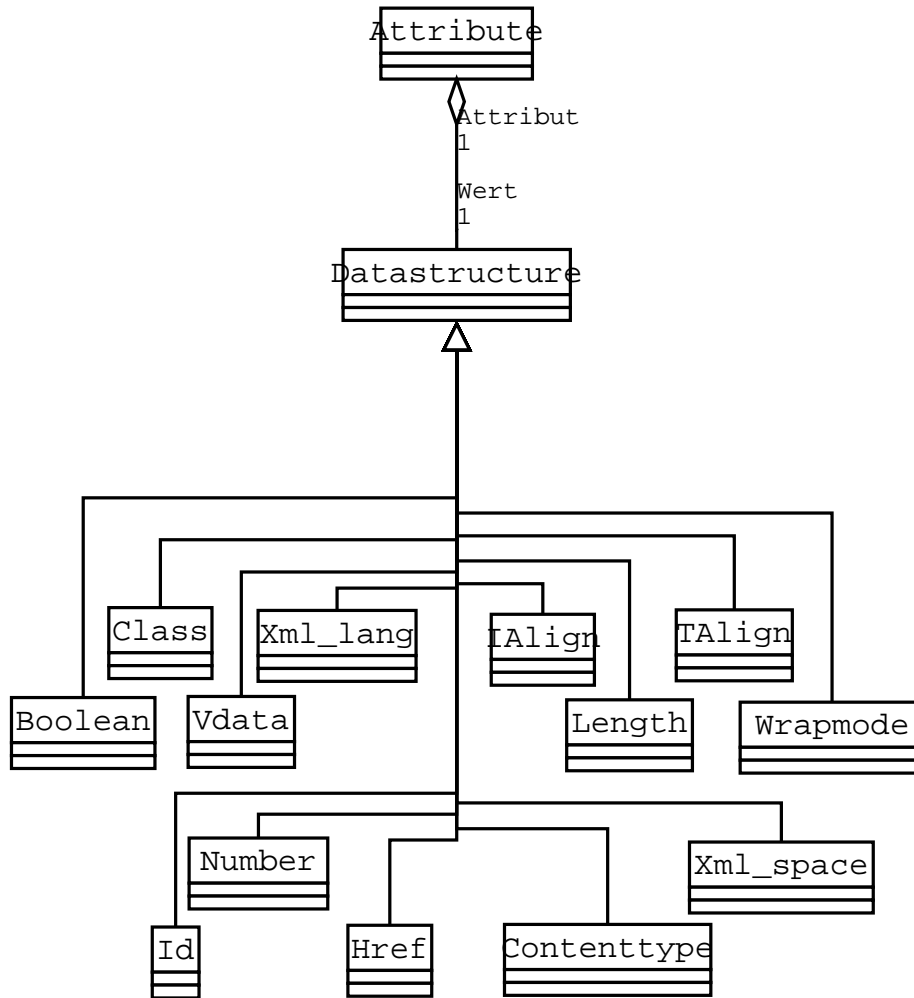 Attribute
Attribut
1
Wert
1
Datastructure
Class
Xml_lang
IAlign
TAlign
Boolean
Vdata
Length
Wrapmode
Number
Xml_space
Id
Href
Contenttype